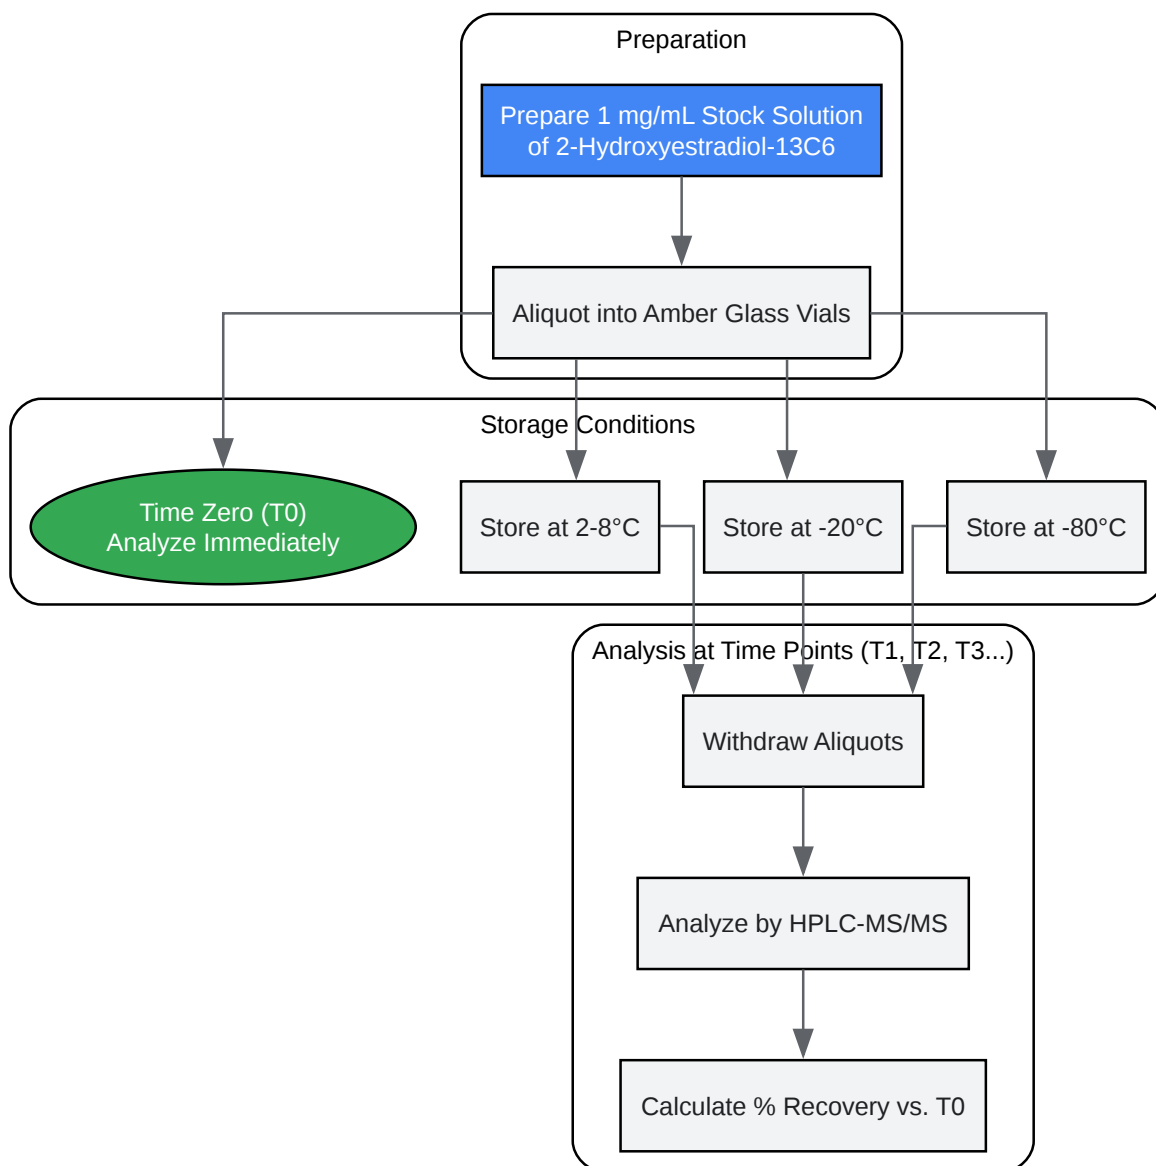 Preparation
Prepare 1 mg/mL Stock Solution
of 2-Hydroxyestradiol-13C6
Aliquot into Amber Glass Vials
Storage Conditions
Time Zero (T0)
Analyze Immediately
Store at 2-8°C
Store at -20°C
Store at -80°C
Analysis at Time Points (T1, T2, T3...)
Withdraw Aliquots
Analyze by HPLC-MS/MS
Calculate % Recovery vs. T0